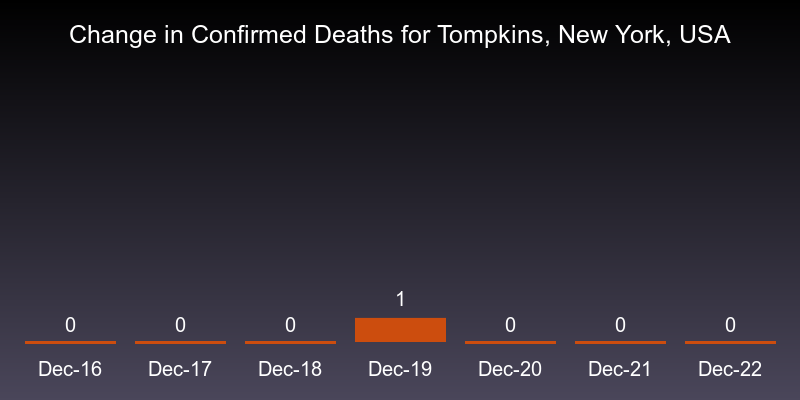 Change in Confirmed Deaths for Tompkins, New York, USA
1
0 0 0 0 0 0
Dec-16 Dec-17 Dec-18 Dec-19 Dec-20 Dec-21 Dec-22